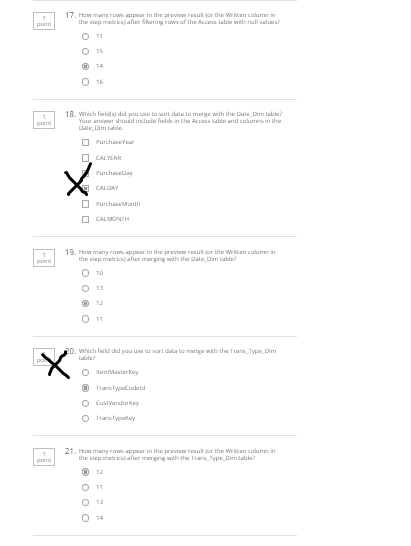 1
point
17. How many rows appear in the preview result (or the Written column in
the step metrics) after filtering rows of the Access table with null values?
11
15
14
16
1
point
18. Which field(s) did you use to sort data to merge with the Date_Dim table?
Your answer should include fields in the Access table and columns in the
Date_Dim table.
PurchaseYear
CALYEAR
PurchaseDay
CALDAY
PurchaseMonth
CALMONTH
1
point
19. How many rows appear in the preview result (or the Written column in
the step metrics) after merging with the Date_Dim table?
10
13
12
11
20. Which field did you use to sort data to merge with the Trans_Type_Dim
table?
ItemMasterKey
TransTypeCodeId
CustVendorKey
TransTypeKey
1
point
21. How many rows appear in the preview result (or the Written column in
the step metrics) after merging with the Trans_Type_Dim table?
12
11
13
14